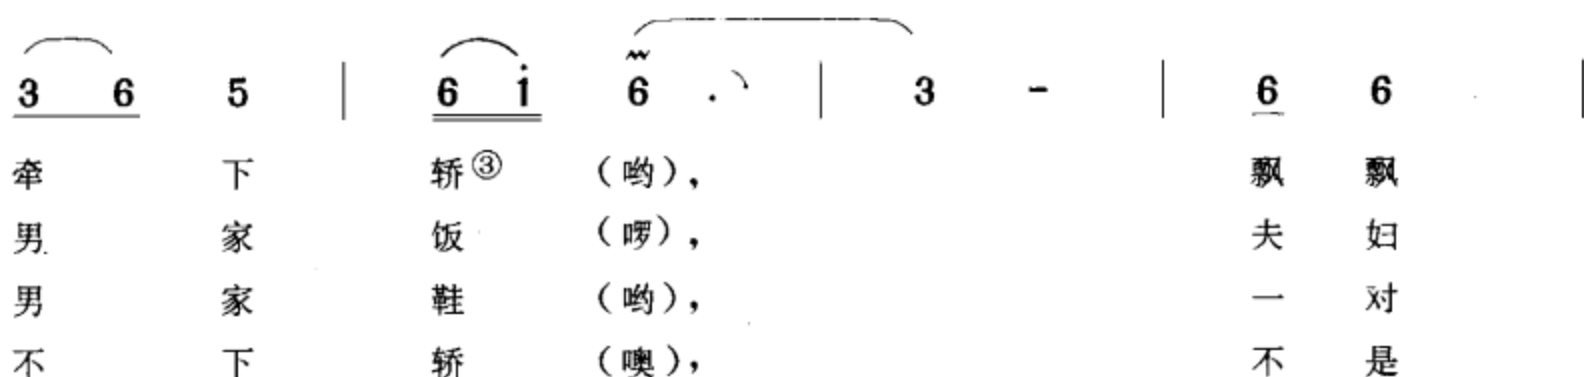 3 6 5 | 6 i 6 . | 3 - | 6 6 |
牵 下 轿③ （哟）， 飘 飘
男 家 饭 （啰）， 夫 妇
男 家 鞋 （哟）， 一 对
不 下 轿 （噢）， 不 是